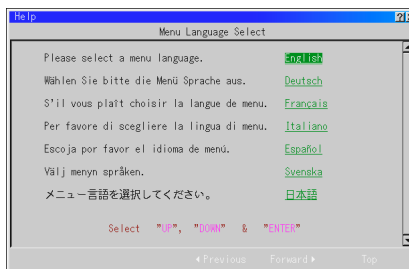 Help ?
Menu Language Select
Please select a menu language. English
Wählen Sie bitte die Menü Sprache aus. Deutsch
S'il vous plaît choisir la langue de menu. Français
Per favore di scegliere la lingua di menu. Italiano
Escoja por favor el idioma de menú. Español
Välj menyn språken. Svenska
メニュー言語を選択してください。 日本語
Select "UP", "DOWN" & "ENTER"
Previous Forward Top